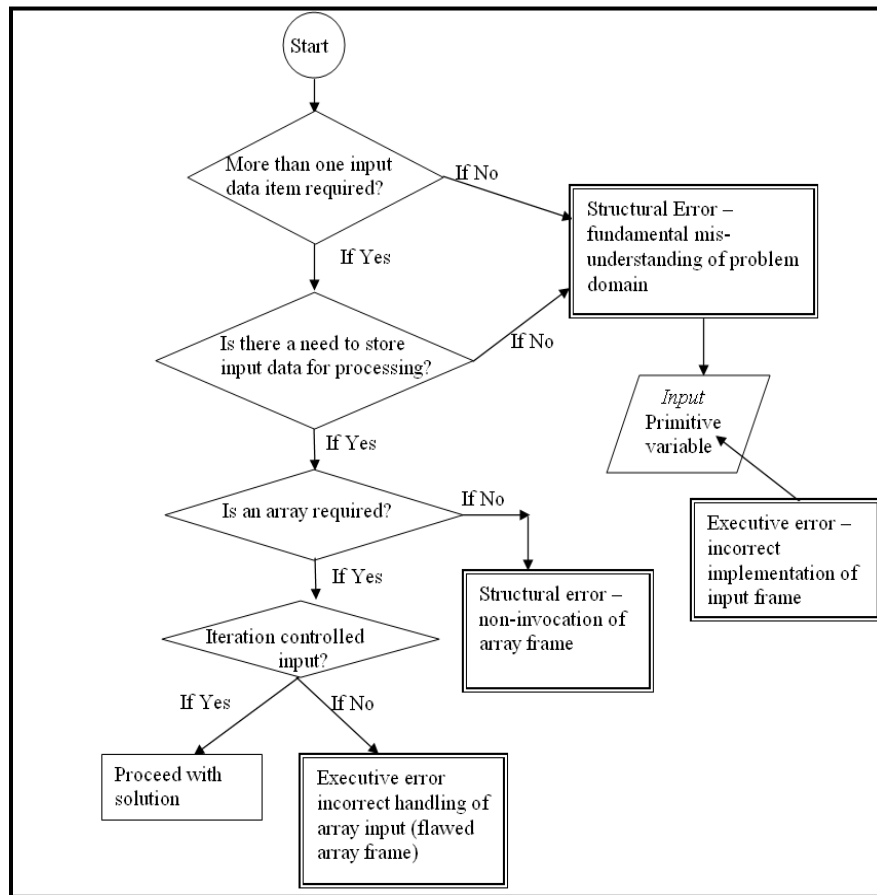 Start
More than one input
data item required?
If No
Structural Error –
fundamental mis-
understanding of problem
domain
If Yes
Is there a need to store
input data for processing?
If No
Input
Primitive
variable
If Yes
Is an array required?
If No
Executive error –
incorrect
implementation of
input frame
If Yes
Structural error –
non-invocation of
array frame
Iteration controlled
input?
If Yes
If No
Proceed with
solution
Executive error
incorrect handling of
array input (flawed
array frame)